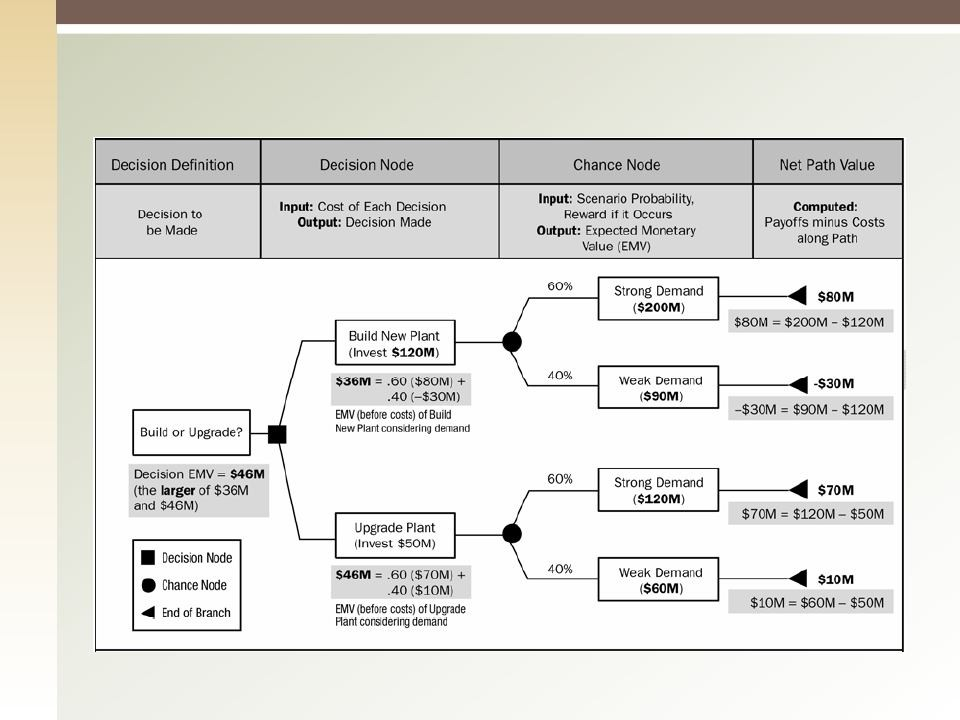 Decision Definition
Decision Node
Chance Node
Net Path Value
Decision to
be Made
Input: Cost of Each Decision
Output: Decision Made
Input: Scenario Probability,
Reward if it Occurs
Output: Expected Monetary
Value (EMV)
Computed:
Payoffs minus Costs
along Path
Build or Upgrade?
Decision EMV = $46M
(the larger of $36M
and $46M)
Build New Plant
(Invest $120M)
$36M = .60 ($80M) +
.40 (–$30M)
EMV (before costs) of Build
New Plant considering demand
60%
Strong Demand
($200M)
$80M
$80M = $200M – $120M
40%
Weak Demand
($90M)
-$30M
–$30M = $90M – $120M
Upgrade Plant
(Invest $50M)
$46M = .60 ($70M) +
.40 ($10M)
EMV (before costs) of Upgrade
Plant considering demand
60%
Strong Demand
($120M)
$70M
$70M = $120M – $50M
40%
Weak Demand
($60M)
$10M
$10M = $60M – $50M
Decision Node
Chance Node
End of Branch